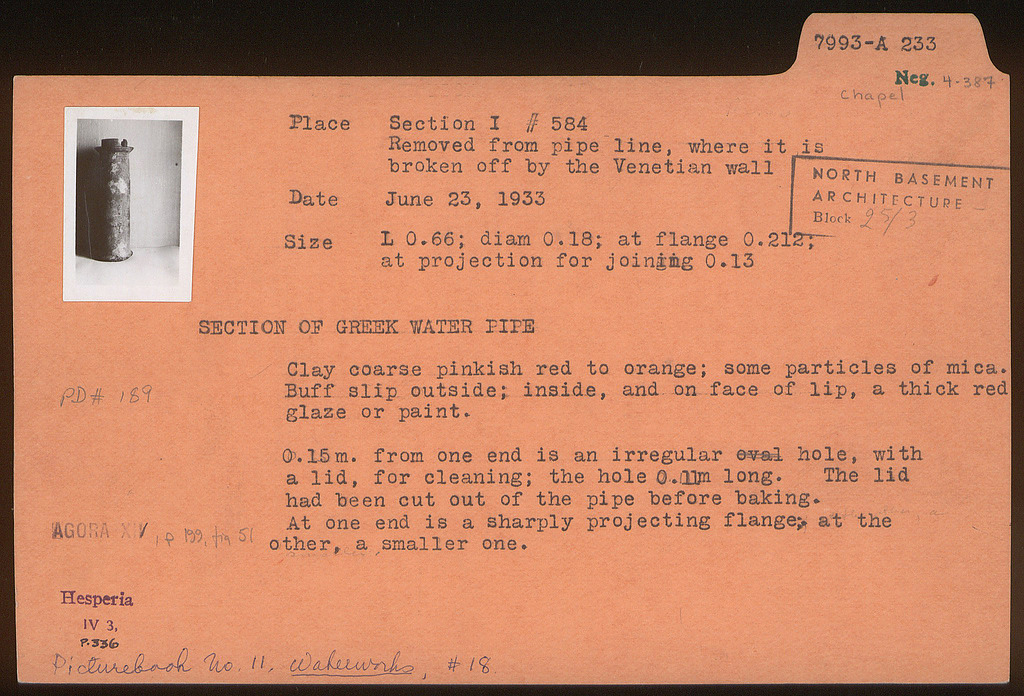 7993-A 233
Neg. 4-387
Chapel
Place Section I # 584
Removed from pipe line, where it is
broken off by the Venetian wall
NORTH BASEMENT
ARCHITECTURE
Block 25/3
Date June 23, 1933
Size L 0.66; diam 0.18; at flange 0.212;
at projection for joining 0.13
SECTION OF GREEK WATER PIPE
Clay coarse pinkish red to orange; some particles of mica.
Buff slip outside; inside, and on face of lip, a thick red
glaze or paint.
PD# 189
0.15m. from one end is an irregular oval hole, with
a lid, for cleaning; the hole 0.11m long. The lid
had been cut out of the pipe before baking.
At one end is a sharply projecting flange; at the
other, a smaller one.
AGORA XIV, p 199, fig 51
Hesperia
IV 3,
P.336
Picturebook No. 11, Waterworks, #18.